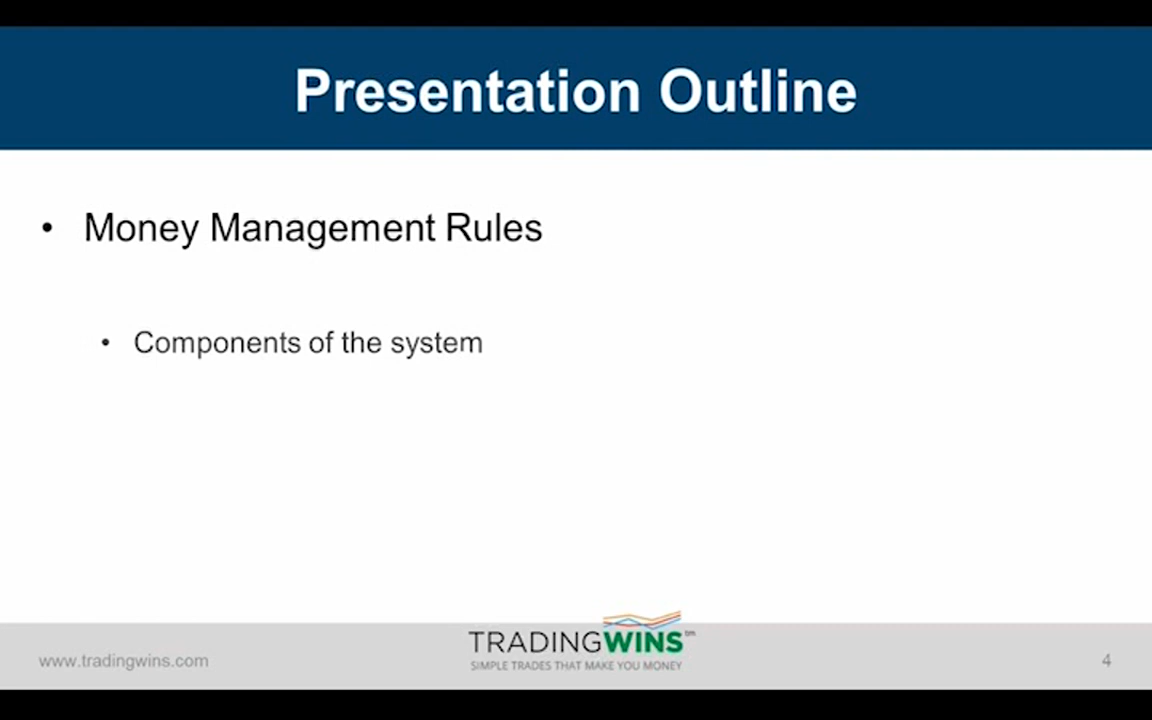 Presentation Outline
• Money Management Rules
• Components of the system
TRADINGWINS™
SIMPLE TRADES THAT MAKE YOU MONEY
www.tradingwins.com
4